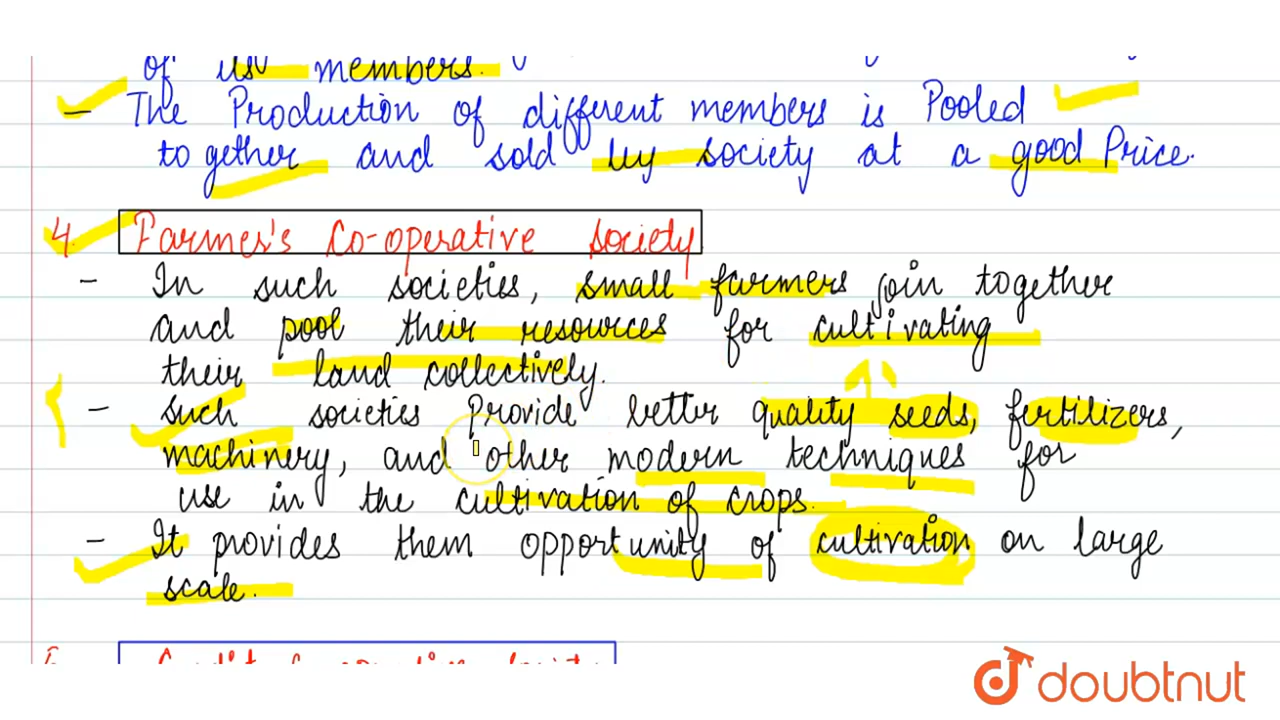 of its members.
- The Production of different members is Pooled
together and sold by society at a good Price.
4. Farmer's Co-operative Society
- In such societies, small farmers join together
and pool their resources for cultivating
their land collectively.
- Such societies provide better quality seeds, fertilizers,
machinery, and other modern techniques for
use in the cultivation of crops.
- It provides them opportunity of cultivation on large
scale.
doubtnut